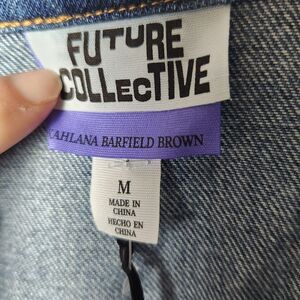 FUTURE
COLLECTIVE
KAHLANA BARFIELD BROWN
M
MADE IN
CHINA
HECHO EN
CHINA